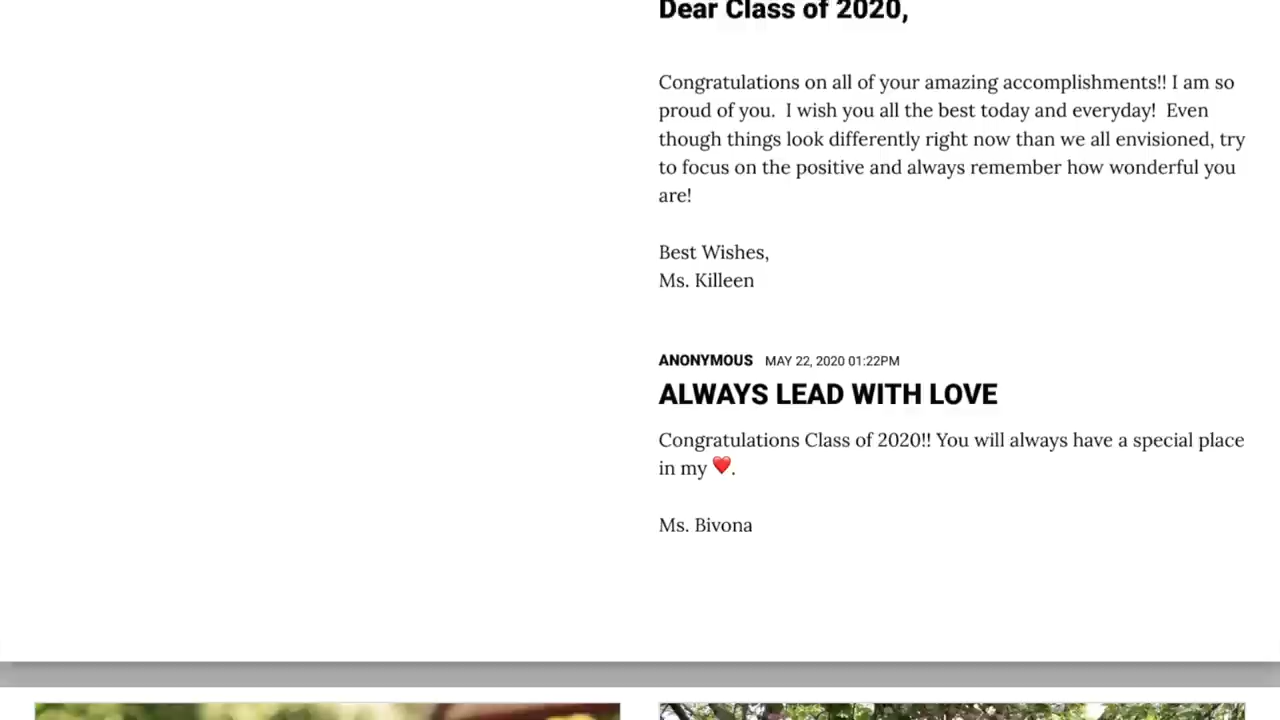 Dear Class of 2020,
Congratulations on all of your amazing accomplishments!! I am so
proud of you.  I wish you all the best today and everyday!  Even
though things look differently right now than we all envisioned, try
to focus on the positive and always remember how wonderful you
are!
Best Wishes,
Ms. Killeen
ANONYMOUS MAY 22, 2020 01:22PM
ALWAYS LEAD WITH LOVE
Congratulations Class of 2020!! You will always have a special place
in my ❤️.
Ms. Bivona